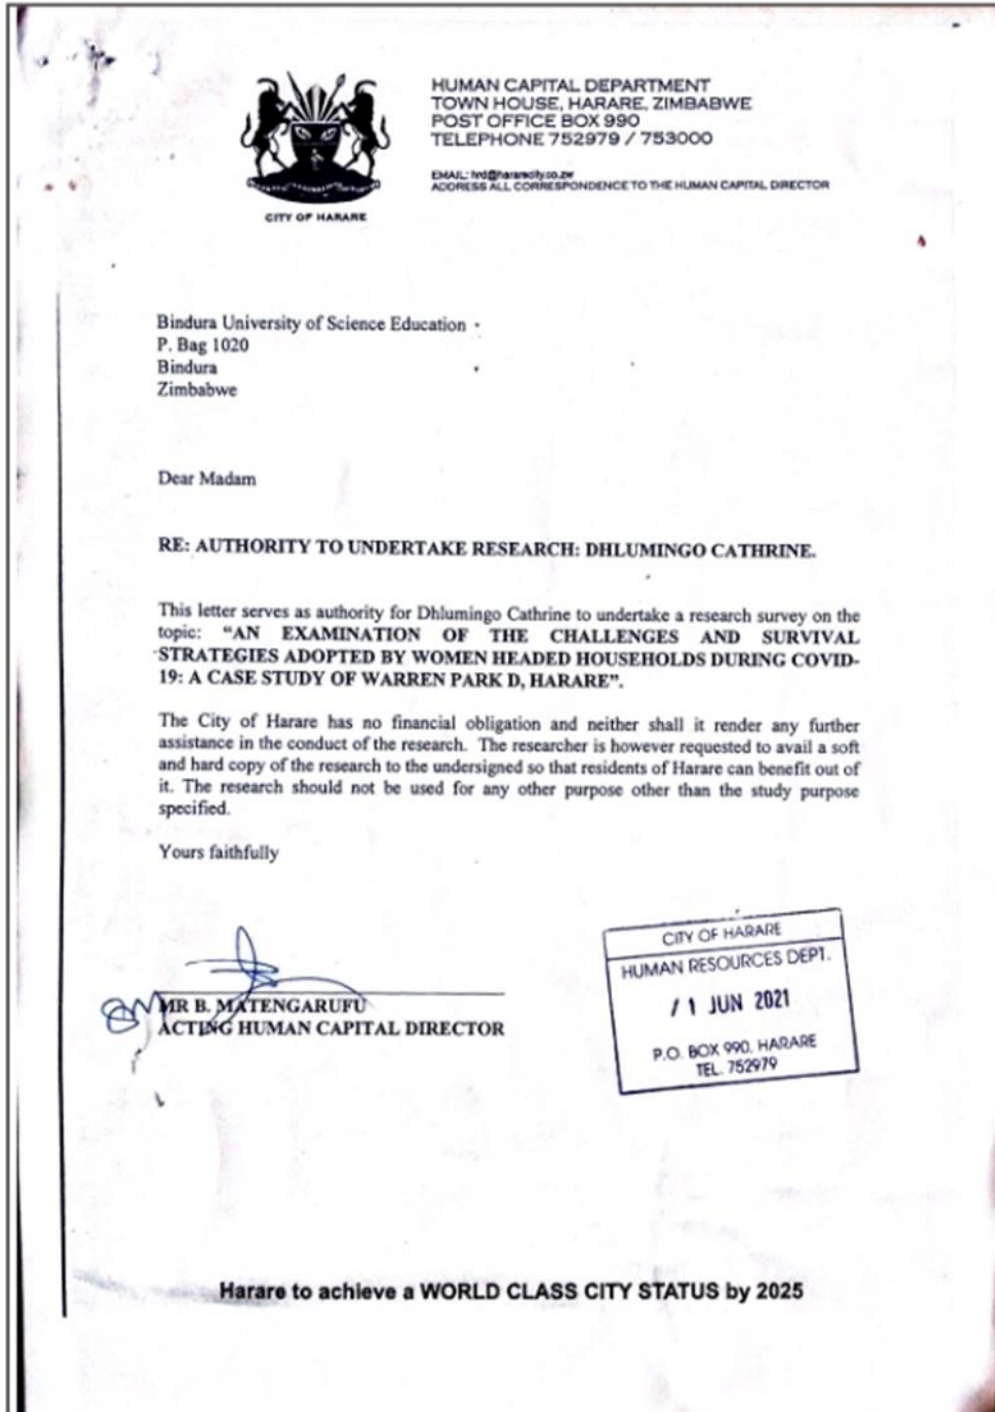 HUMAN CAPITAL DEPARTMENT
TOWN HOUSE, HARARE, ZIMBABWE
POST OFFICE BOX 990
TELEPHONE 752979 / 753000
EMAIL: hrd@hararecity.co.zw
ADDRESS ALL CORRESPONDENCE TO THE HUMAN CAPITAL DIRECTOR
CITY OF HARARE
Bindura University of Science Education
P. Bag 1020
Bindura
Zimbabwe
Dear Madam
RE: AUTHORITY TO UNDERTAKE RESEARCH: DHLUMINGO CATHRINE.
This letter serves as authority for Dhlumingo Cathrine to undertake a research survey on the
topic: “AN EXAMINATION OF THE CHALLENGES AND SURVIVAL
STRATEGIES ADOPTED BY WOMEN HEADED HOUSEHOLDS DURING COVID-
19: A CASE STUDY OF WARREN PARK D, HARARE”.
The City of Harare has no financial obligation and neither shall it render any further
assistance in the conduct of the research. The researcher is however requested to avail a soft
and hard copy of the research to the undersigned so that residents of Harare can benefit out of
it. The research should not be used for any other purpose other than the study purpose
specified.
Yours faithfully
MR B. MATENGARUFU
ACTING HUMAN CAPITAL DIRECTOR
CITY OF HARARE
HUMAN RESOURCES DEPT.
/ 1 JUN 2021
P.O. BOX 990, HARARE
TEL. 752979
Harare to achieve a WORLD CLASS CITY STATUS by 2025